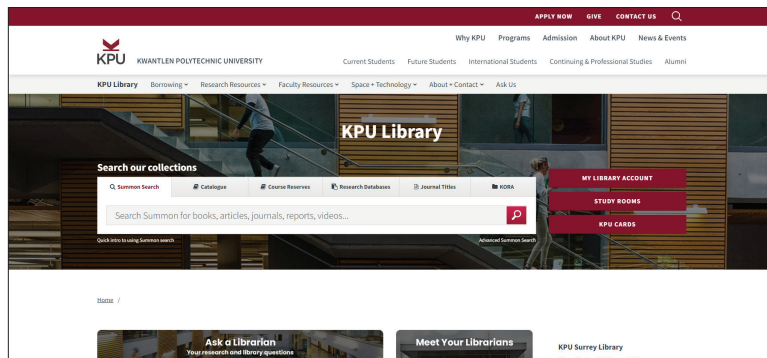 APPLY NOW GIVE CONTACT US
Why KPU Programs Admission About KPU News & Events
KPU KWANTLEN POLYTECHNIC UNIVERSITY
Current Students Future Students International Students Continuing & Professional Studies Alumni
KPU Library Borrowing Research Resources Faculty Resources Space + Technology About + Contact Ask Us
KPU Library
Search our collections
Summon Search Catalogue Course Reserves Research Databases Journal Titles KORA
Search Summon for books, articles, journals, reports, videos...
Quick intro to using Summon search Advanced Summon Search
MY LIBRARY ACCOUNT
STUDY ROOMS
KPU CARDS
Home /
Ask a Librarian
Your research and library questions
Meet Your Librarians
KPU Surrey Library